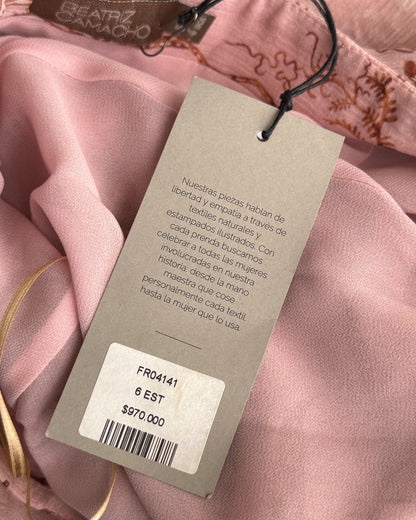 BEATRIZ
CAMACHO
Nuestras piezas hablan de
libertad y empatía a través de
textiles naturales y
estampados ilustrados. Con
cada prenda buscamos
celebrar a todas las mujeres
involucradas en nuestra
historia: desde la mano
maestra que cose
personalmente cada textil,
hasta la mujer que lo usa.
FR04141
6 EST
$970.000